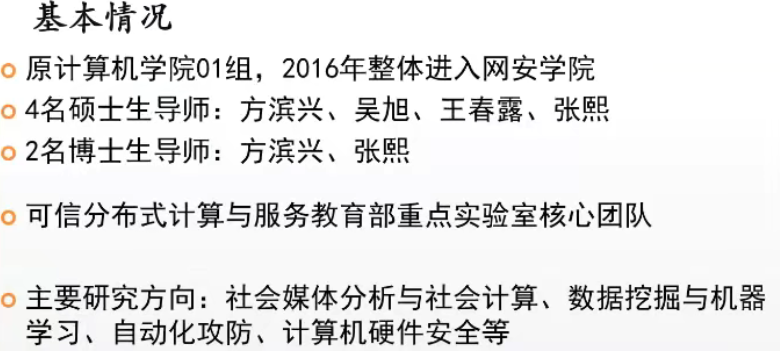 基本情况
原计算机学院01组，2016年整体进入网安学院
4名硕士生导师：方滨兴、吴旭、王春露、张熙
2名博士生导师：方滨兴、张熙
可信分布式计算与服务教育部重点实验室核心团队
主要研究方向：社会媒体分析与社会计算、数据挖掘与机器
学习、自动化攻防、计算机硬件安全等